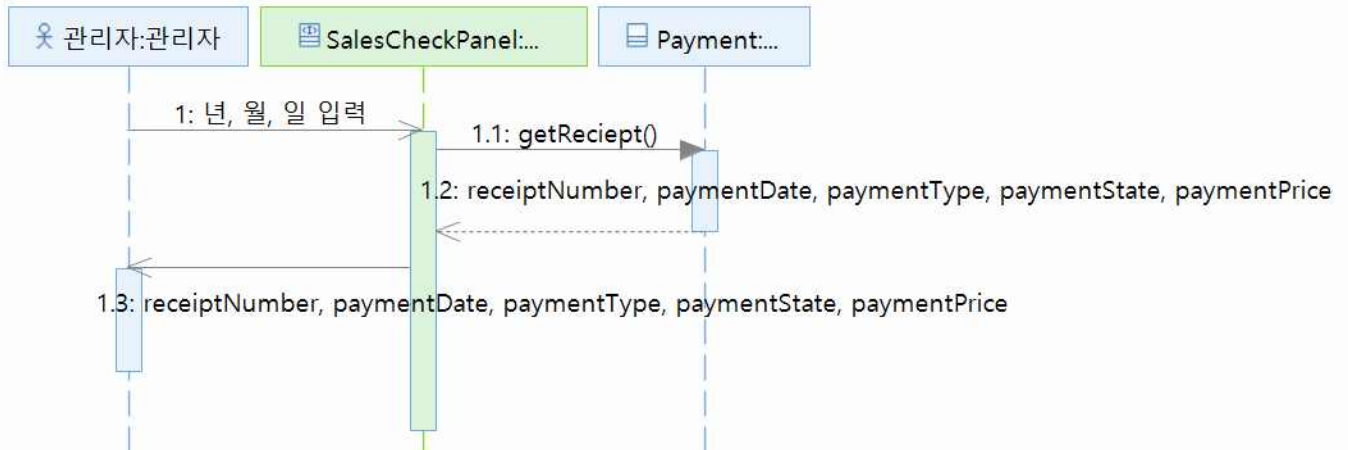 관리자:관리자
SalesCheckPanel:...
Payment:...
1: 년, 월, 일 입력
1.1: getReciept()
1.2: receiptNumber, paymentDate, paymentType, paymentState, paymentPrice
1.3: receiptNumber, paymentDate, paymentType, paymentState, paymentPrice